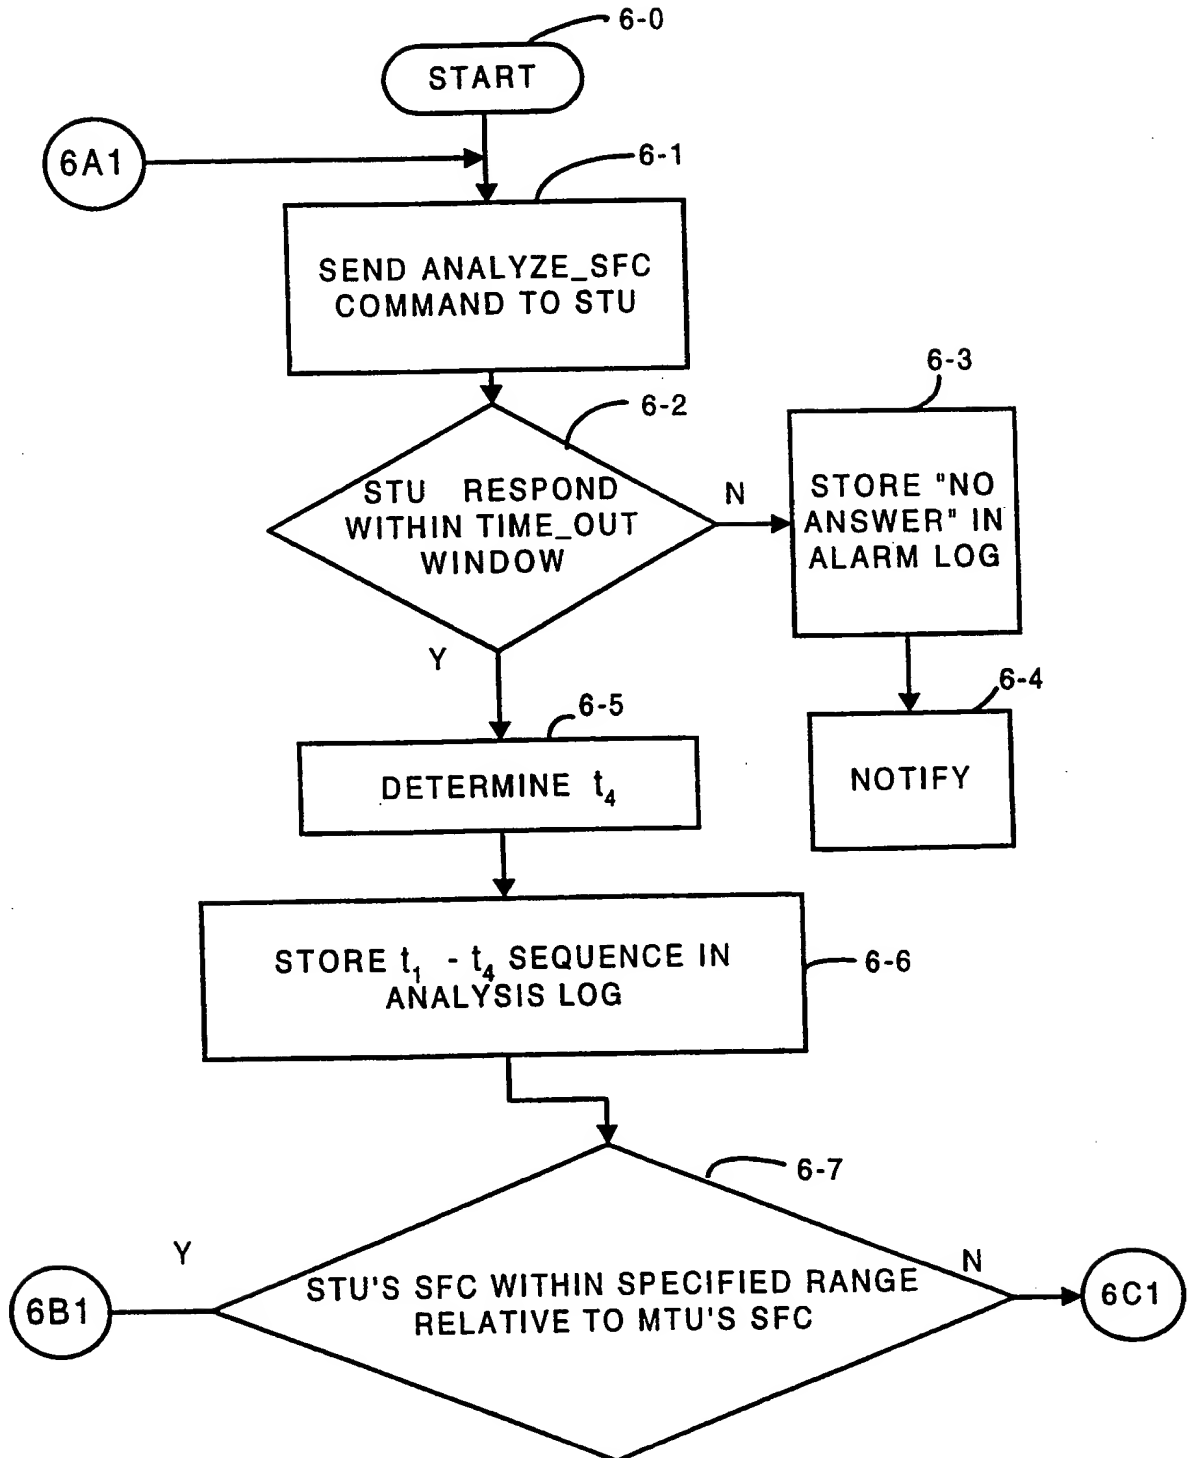 6-0
START
6A1
6-1
SEND ANALYZE_SFC
COMMAND TO STU
6-2
STU RESPOND
WITHIN TIME_OUT
WINDOW
N
6-3
STORE "NO
ANSWER" IN
ALARM LOG
Y
6-4
NOTIFY
6-5
DETERMINE t₄
STORE t₁ - t₄ SEQUENCE IN
ANALYSIS LOG
6-6
6-7
Y
N
STU'S SFC WITHIN SPECIFIED RANGE
RELATIVE TO MTU'S SFC
6B1
6C1